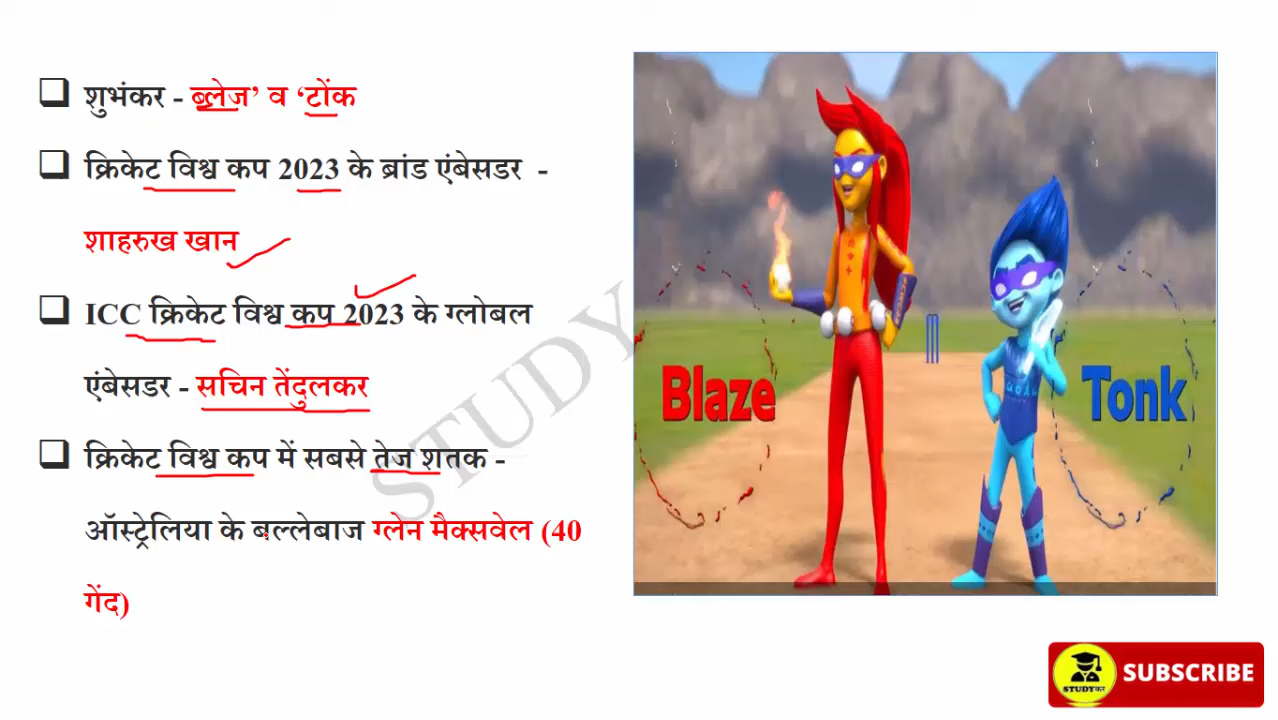 शुभंकर - ब्लेज’ व ‘टोंक
क्रिकेट विश्व कप 2023 के ब्रांड एंबेसडर -
शाहरुख खान
ICC क्रिकेट विश्व कप 2023 के ग्लोबल
एंबेसडर - सचिन तेंदुलकर
क्रिकेट विश्व कप में सबसे तेज शतक -
ऑस्ट्रेलिया के बल्लेबाज ग्लेन मैक्सवेल (40
गेंद)
STUDY
Blaze
Tonk
STUDYकर
SUBSCRIBE